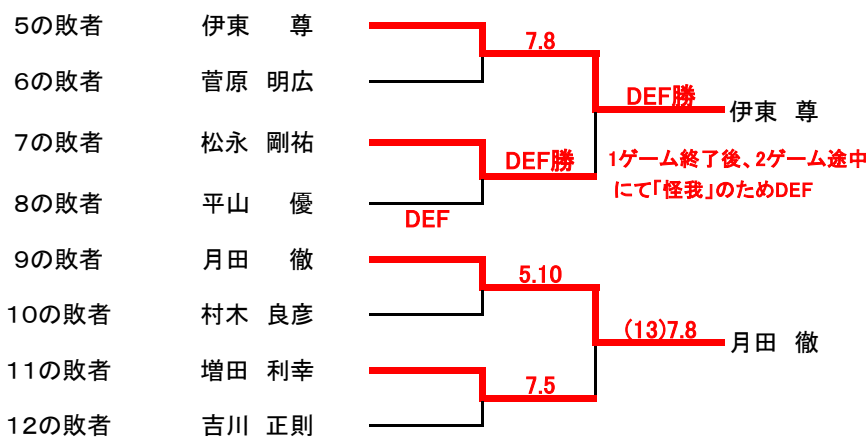 5の敗者 伊東 尊
7.8
6の敗者 菅原 明広
DEF勝
伊東 尊
7の敗者 松永 剛祐
DEF勝
1ゲーム終了後、2ゲーム途中
にて「怪我」のためDEF
8の敗者 平山 優
DEF
9の敗者 月田 徹
5.10
10の敗者 村木 良彦
(13)7.8
月田 徹
11の敗者 増田 利幸
7.5
12の敗者 吉川 正則